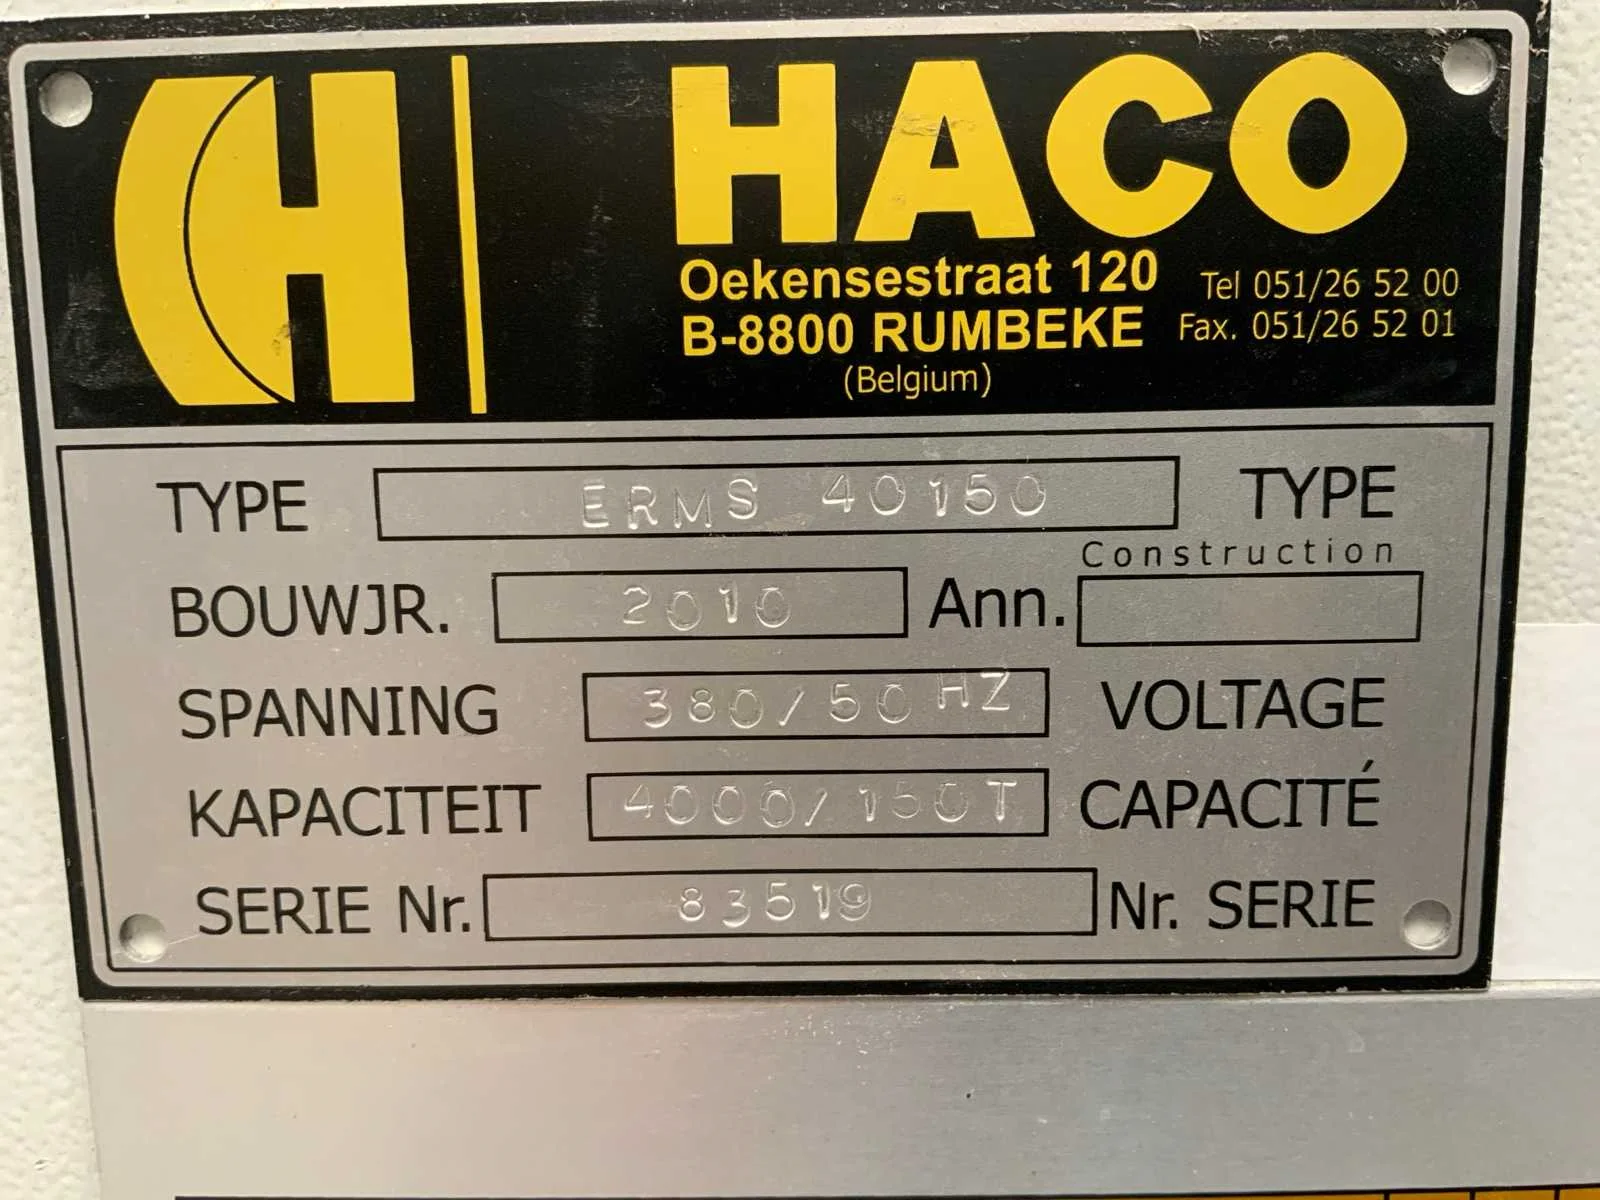 HACO
Oekensestraat 120 Tel 051/26 52 00
B-8800 RUMBEKE Fax. 051/26 52 01
(Belgium)
TYPE ERMS 40150 TYPE
Construction
BOUWJR. 2010 Ann.
SPANNING 380/50 HZ VOLTAGE
KAPACITEIT 4000/150T CAPACITÉ
SERIE Nr. 83519 Nr. SERIE